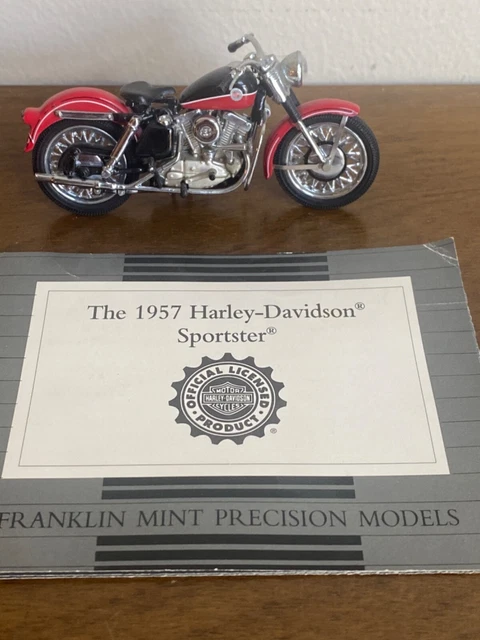 The 1957 Harley-Davidson®
Sportster®
OFFICIAL LICENSED
MOTOR
HARLEY-DAVIDSON
CYCLES
PRODUCT
®
FRANKLIN MINT PRECISION MODELS